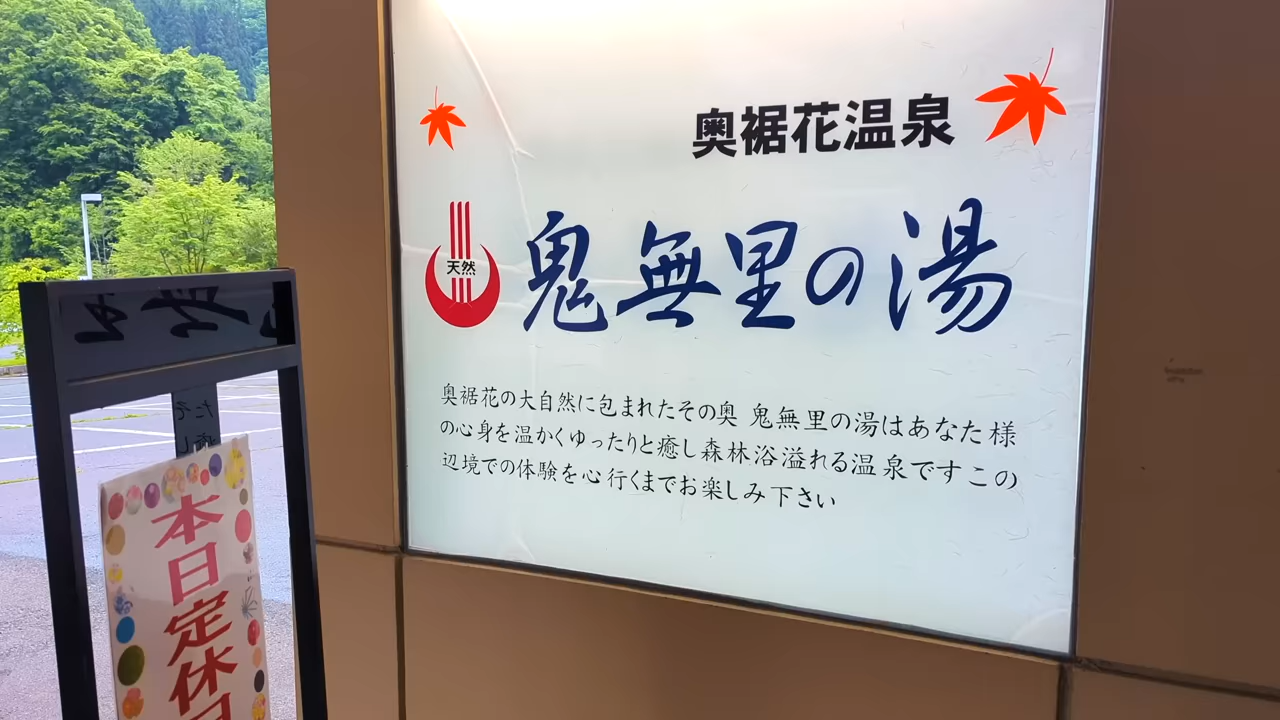 奥裾花温泉
天然
鬼無里の湯
奥裾花の大自然に包まれたその奥 鬼無里の湯はあなた様
の心身を温かくゆったりと癒し森林浴溢れる温泉ですこの
辺境での体験を心行くまでお楽しみ下さい
本日定休日